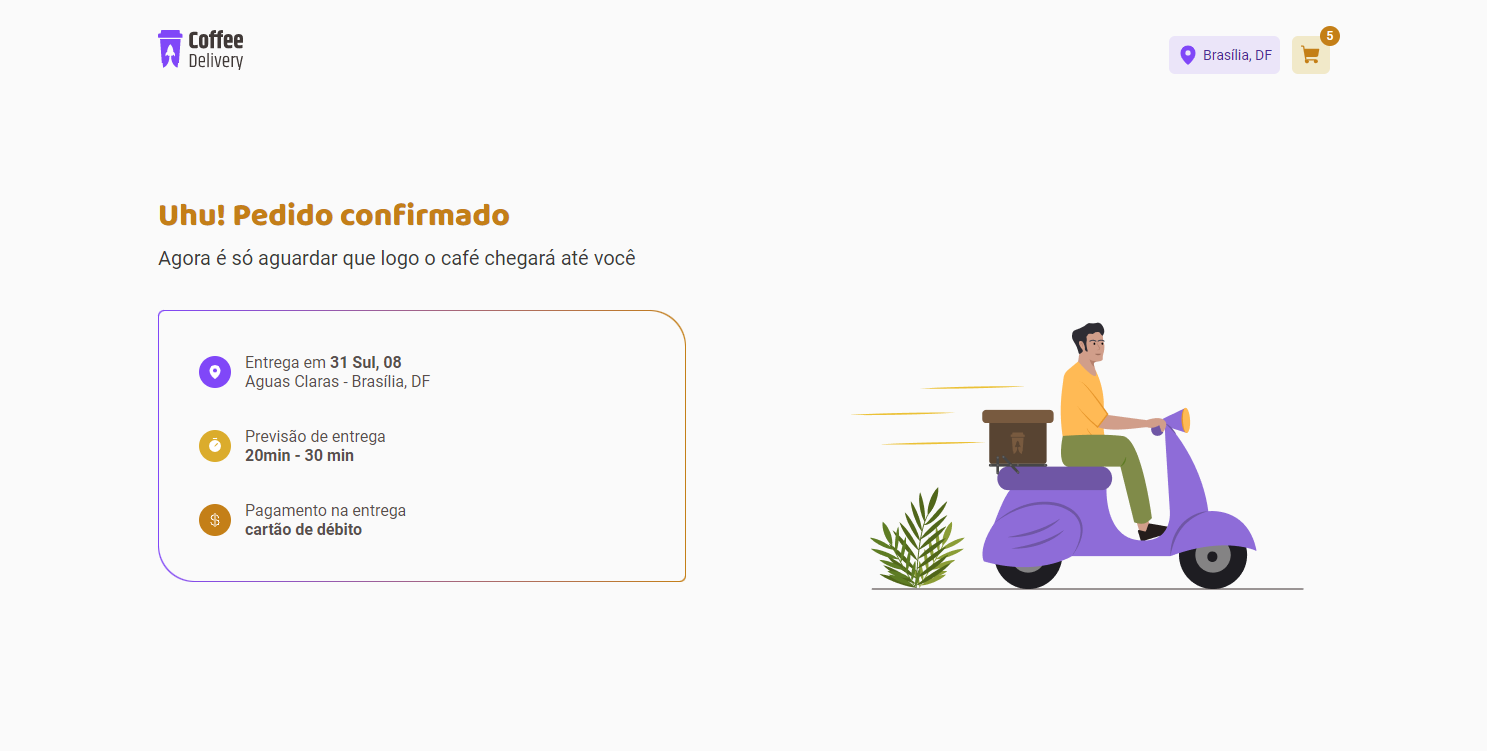 Coffee
Delivery
Brasília, DF
5
Uhu! Pedido confirmado
Agora é só aguardar que logo o café chegará até você
Entrega em 31 Sul, 08
Aguas Claras - Brasília, DF
Previsão de entrega
20min - 30 min
Pagamento na entrega
cartão de débito